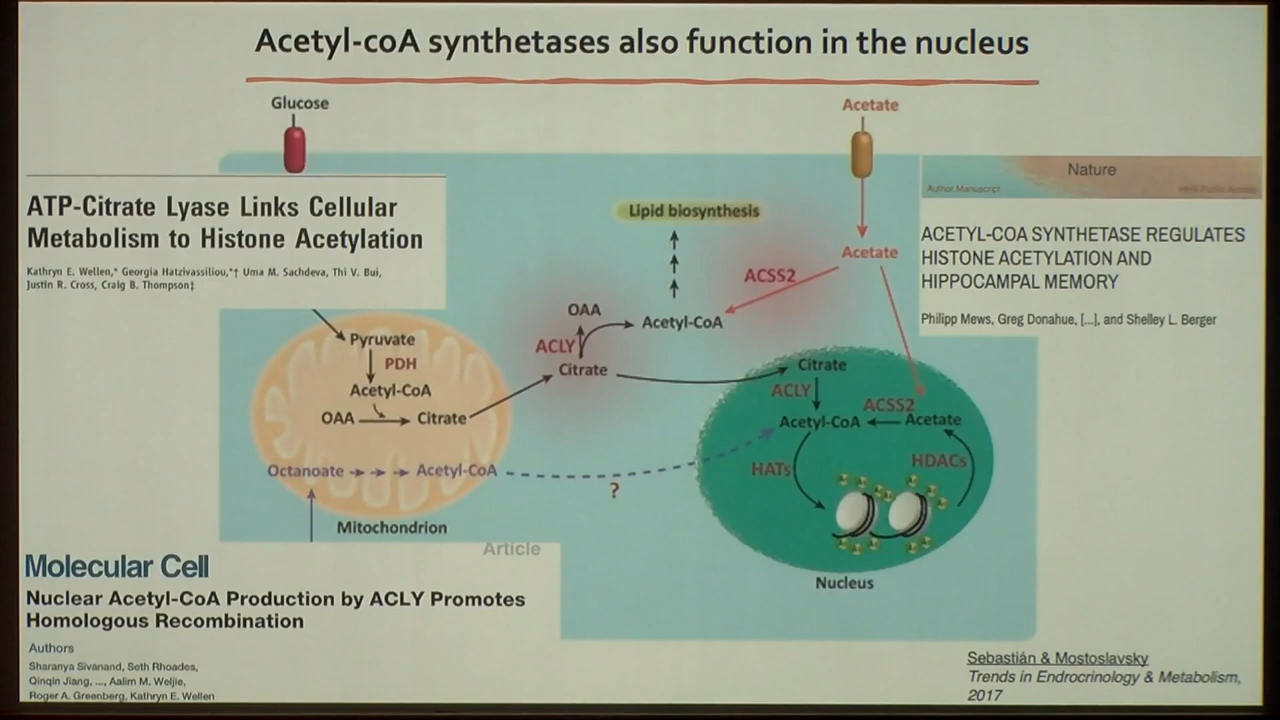 Acetyl-coA synthetases also function in the nucleus
Glucose
Acetate
ATP-Citrate Lyase Links Cellular
Metabolism to Histone Acetylation
Kathryn E. Wellen,* Georgia Hatzivassiliou,*† Uma M. Sachdeva, Thi V. Bui,
Justin R. Cross, Craig B. Thompson‡
Nature
Author Manuscript
HHS Public Access
ACETYL-COA SYNTHETASE REGULATES
HISTONE ACETYLATION AND
HIPPOCAMPAL MEMORY
Philipp Mews, Greg Donahue, [...], and Shelley L. Berger
Lipid biosynthesis
Acetate
ACSS2
OAA
Acetyl-CoA
ACLY
Citrate
Pyruvate
PDH
Acetyl-CoA
OAA
Citrate
Octanoate
Acetyl-CoA
?
Mitochondrion
Citrate
ACLY
ACSS2
Acetyl-CoA
Acetate
HATs
HDACs
Nucleus
Article
Molecular Cell
Nuclear Acetyl-CoA Production by ACLY Promotes
Homologous Recombination
Authors
Sharanya Sivanand, Seth Rhoades,
Qinqin Jiang, ..., Aalim M. Weljie,
Roger A. Greenberg, Kathryn E. Wellen
Sebastián & Mostoslavsky
Trends in Endocrinology & Metabolism,
2017